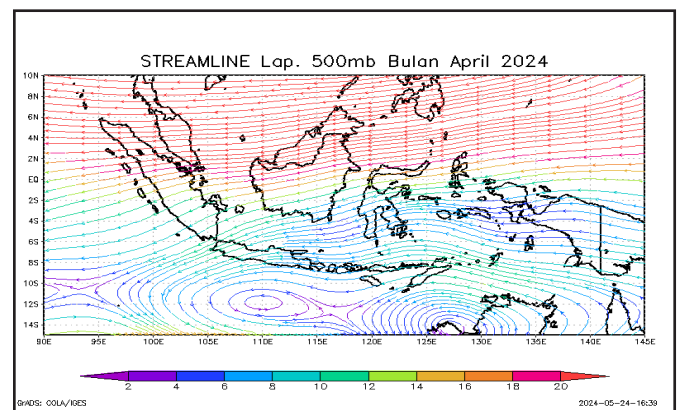 STREAMLINE Lap. 500mb Bulan April 2024
10N
8N
6N
4N
2N
EQ
2S
4S
6S
8S
10S
12S
14S
90E 95E 100E 105E 110E 115E 120E 125E 130E 135E 140E 145E
2 4 6 8 10 12 14 16 18 20
GrADS: COLA/IGES 2024-05-24-16:39